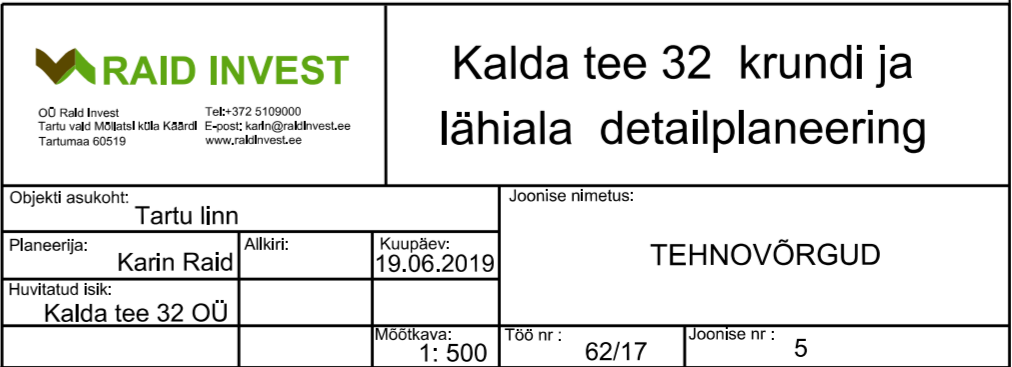 RAID INVEST
OÜ Raid Invest Tel:+372 5109000
Tartu vald Möllatsi küla Käärdi E-post: karin@raidinvest.ee
Tartumaa 60519 www.raidinvest.ee
Kalda tee 32 krundi ja
lähiala detailplaneering
Objekti asukoht:
Tartu linn
Joonise nimetus:
TEHNOVÕRGUD
Planeerija:
Karin Raid
Allkiri:
Kuupäev:
19.06.2019
Huvitatud isik:
Kalda tee 32 OÜ
Mõõtkava:
1: 500
Töö nr :
62/17
Joonise nr :
5